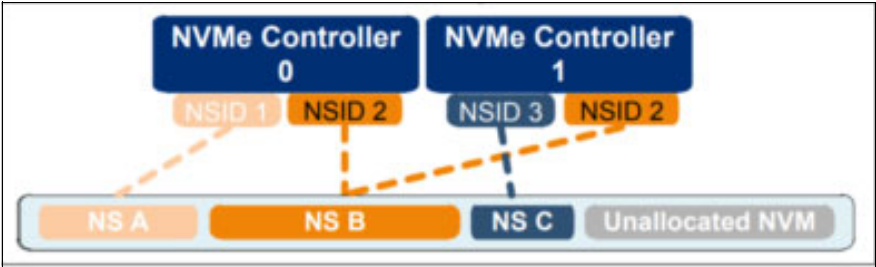 NVMe Controller
0
NVMe Controller
1
NSID 1
NSID 2
NSID 3
NSID 2
NS A
NS B
NS C
Unallocated NVM